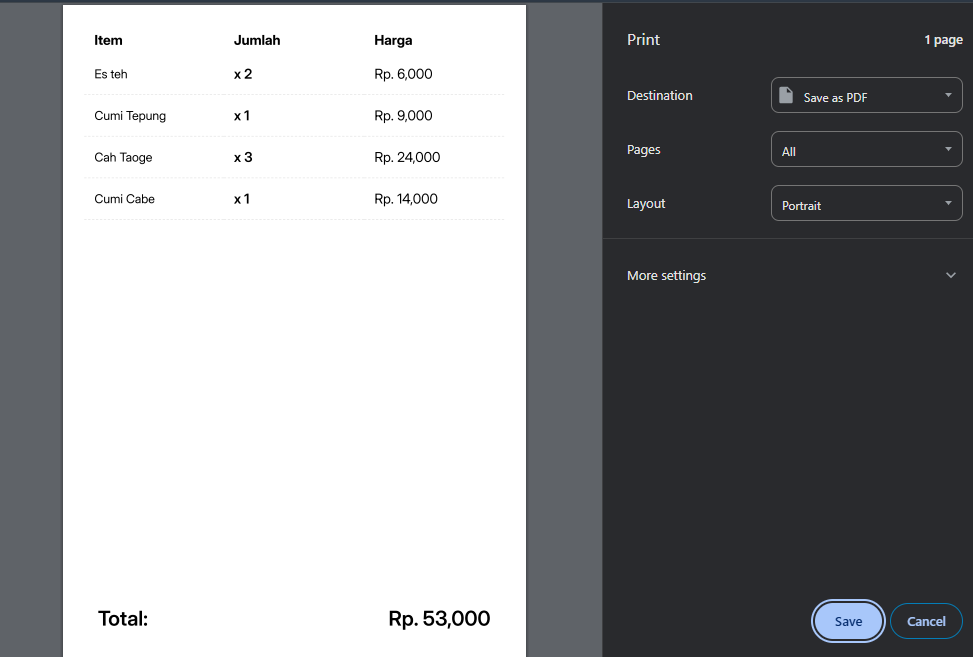 Item Jumlah Harga
Es teh x 2 Rp. 6,000
Cumi Tepung x 1 Rp. 9,000
Cah Taoge x 3 Rp. 24,000
Cumi Cabe x 1 Rp. 14,000
Total: Rp. 53,000
Print 1 page
Destination Save as PDF
Pages All
Layout Portrait
More settings
Save Cancel